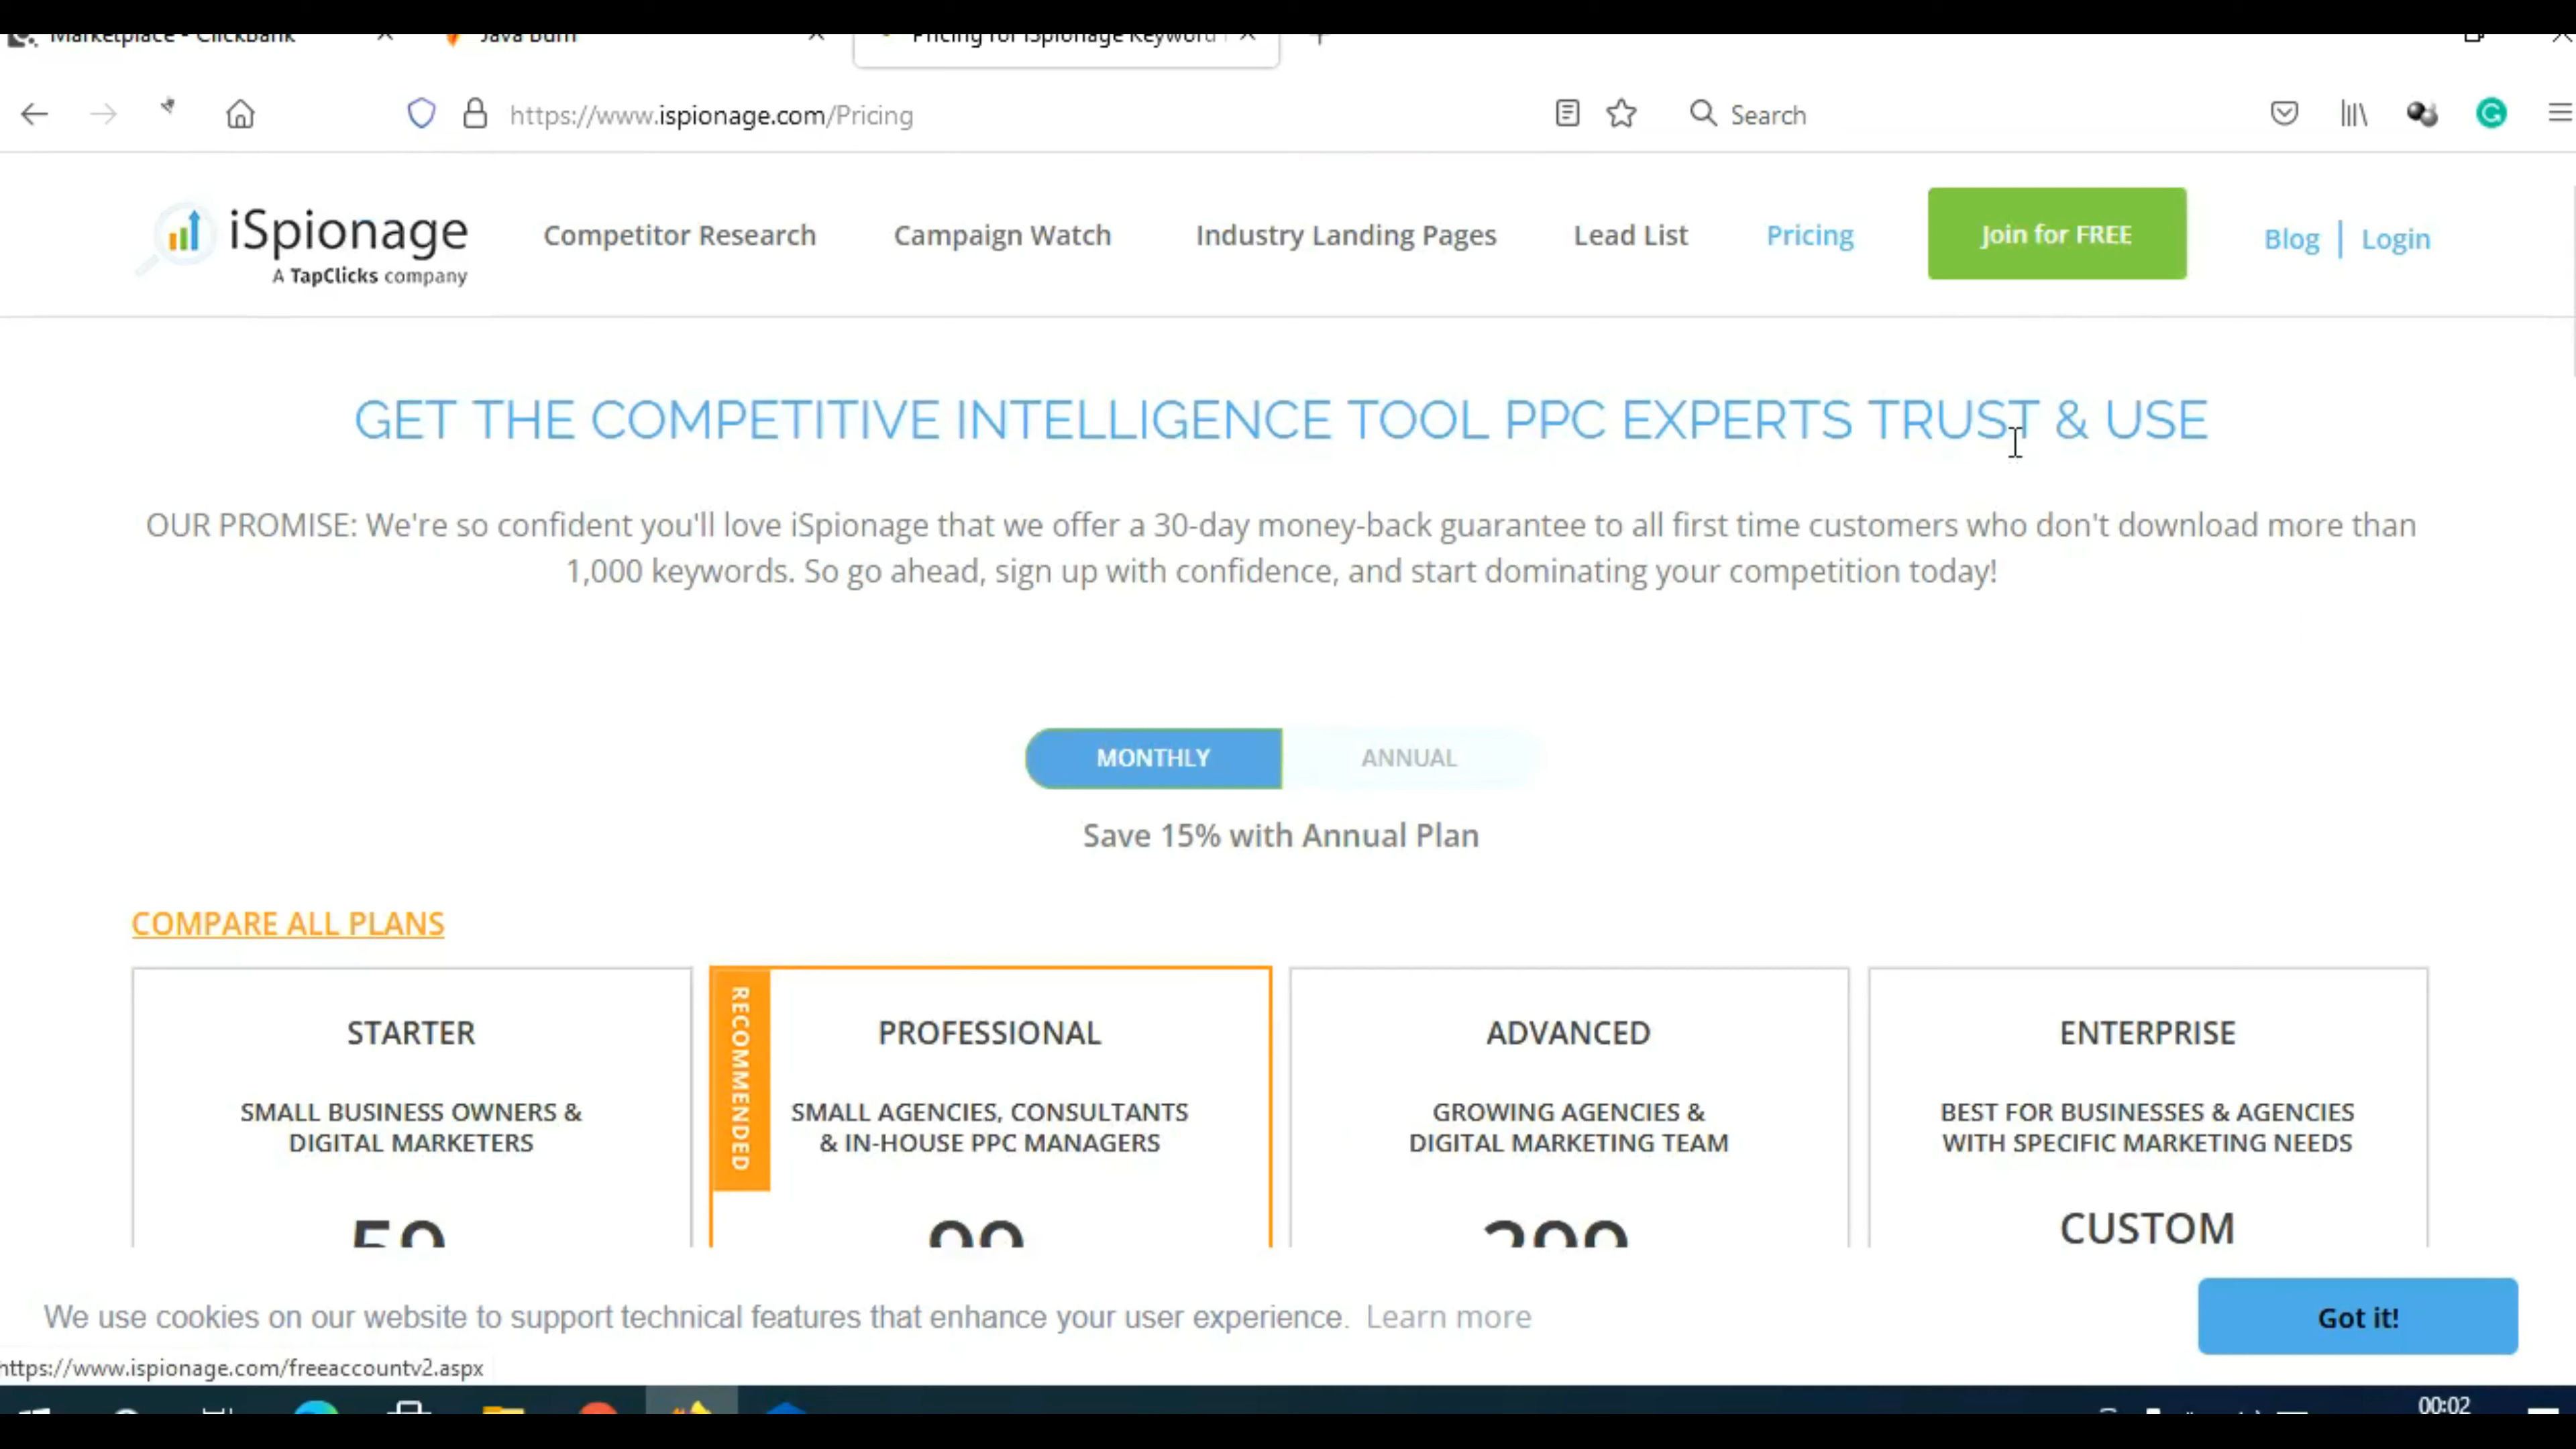 Marketplace - ClickBank
Java Burn
Pricing for iSpionage Keyword
https://www.ispionage.com/Pricing
Search
iSpionage
A TapClicks company
Competitor Research
Campaign Watch
Industry Landing Pages
Lead List
Pricing
Join for FREE
Blog
Login
GET THE COMPETITIVE INTELLIGENCE TOOL PPC EXPERTS TRUST & USE
OUR PROMISE: We're so confident you'll love iSpionage that we offer a 30-day money-back guarantee to all first time customers who don't download more than
1,000 keywords. So go ahead, sign up with confidence, and start dominating your competition today!
MONTHLY
ANNUAL
Save 15% with Annual Plan
COMPARE ALL PLANS
STARTER
SMALL BUSINESS OWNERS &
DIGITAL MARKETERS
RECOMMENDED
PROFESSIONAL
SMALL AGENCIES, CONSULTANTS
& IN-HOUSE PPC MANAGERS
ADVANCED
GROWING AGENCIES &
DIGITAL MARKETING TEAM
ENTERPRISE
BEST FOR BUSINESSES & AGENCIES
WITH SPECIFIC MARKETING NEEDS
CUSTOM
We use cookies on our website to support technical features that enhance your user experience. Learn more
Got it!
https://www.ispionage.com/freeaccountv2.aspx
00:02